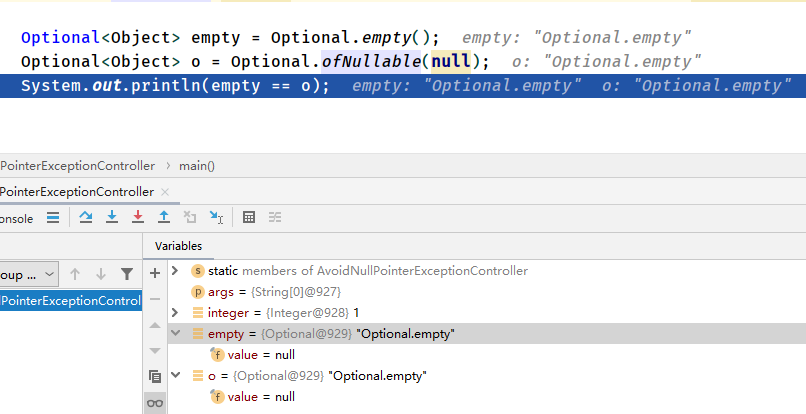 Optional<Object> empty = Optional.empty(); empty: "Optional.empty"
Optional<Object> o = Optional.ofNullable(null); o: "Optional.empty"
System.out.println(empty == o); empty: "Optional.empty" o: "Optional.empty"
PointerExceptionController > main()
PointerExceptionController ×
onsole
Variables
oup ...
static members of AvoidNullPointerExceptionController
args = {String[0]@927}
PointerExceptionControl
integer = {Integer@928} 1
empty = {Optional@929} "Optional.empty"
value = null
o = {Optional@929} "Optional.empty"
value = null